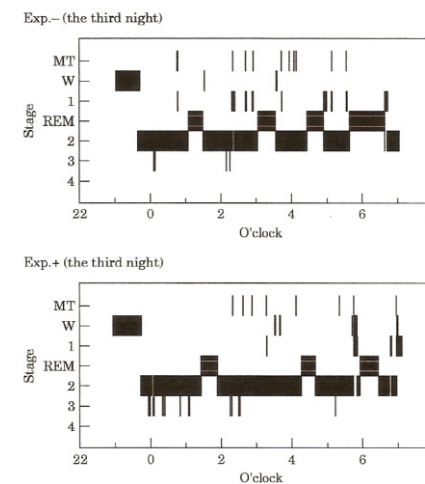 Exp.− (the third night)
MT
W
1
REM
2
3
4
Stage
22 0 2 4 6
O'clock
Exp.+ (the third night)
MT
W
1
REM
2
3
4
Stage
22 0 2 4 6
O'clock